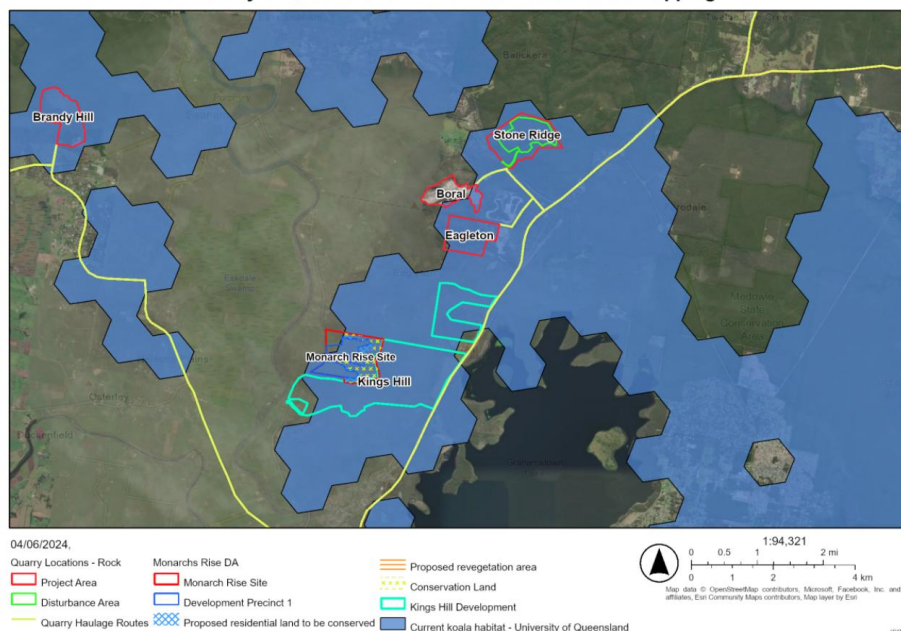 Brandy Hill
Stone Ridge
Boral
Eagleton
Monarch Rise Site
Kings Hill
Osterley
04/06/2024,
Quarry Locations - Rock
Project Area
Disturbance Area
Quarry Haulage Routes
Monarchs Rise DA
Monarch Rise Site
Development Precinct 1
Proposed residential land to be conserved
Proposed revegetation area
Conservation Land
Kings Hill Development
Current koala habitat - University of Queensland
1:94,321
0 0.5 1 2 mi
0 1 2 4 km
Map data © OpenStreetMap contributors, Microsoft, Facebook, Inc. and
affiliates, Esri Community Maps contributors, Map layer by Esri